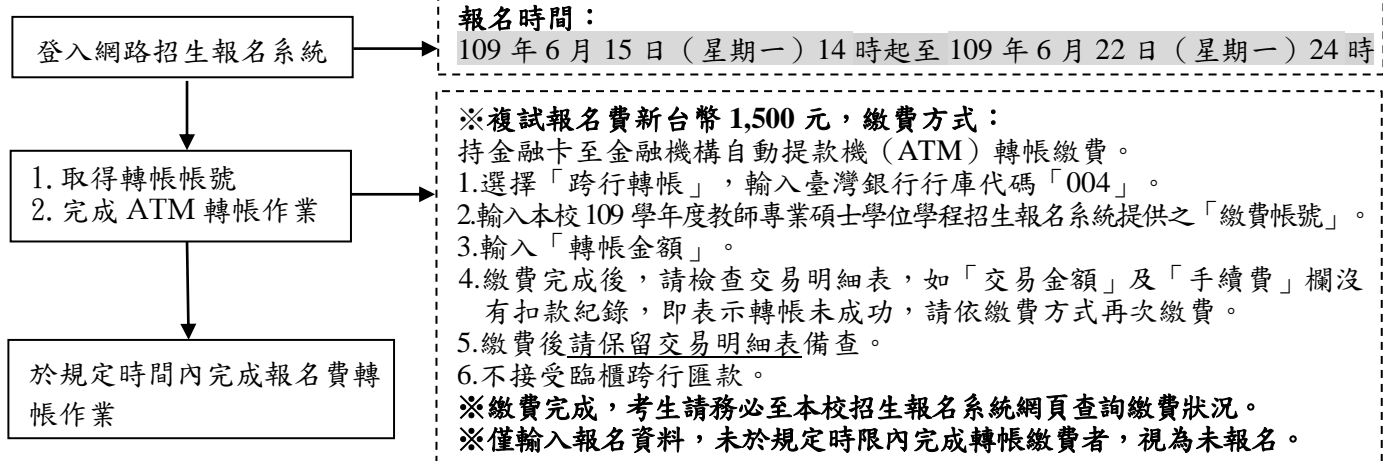 登入網路招生報名系統
報名時間：
109 年 6 月 15 日（星期一）14 時起至 109 年 6 月 22 日（星期一）24 時
1. 取得轉帳帳號
2. 完成 ATM 轉帳作業
※複試報名費新台幣 1,500 元，繳費方式：
持金融卡至金融機構自動提款機（ATM）轉帳繳費。
1.選擇「跨行轉帳」，輸入臺灣銀行行庫代碼「004」。
2.輸入本校 109 學年度教師專業碩士學位學程招生報名系統提供之「繳費帳號」。
3.輸入「轉帳金額」。
4.繳費完成後，請檢查交易明細表，如「交易金額」及「手續費」欄沒
有扣款紀錄，即表示轉帳未成功，請依繳費方式再次繳費。
5.繳費後請保留交易明細表備查。
6.不接受臨櫃跨行匯款。
※繳費完成，考生請務必至本校招生報名系統網頁查詢繳費狀況。
※僅輸入報名資料，未於規定時限內完成轉帳繳費者，視為未報名。
於規定時間內完成報名費轉
帳作業